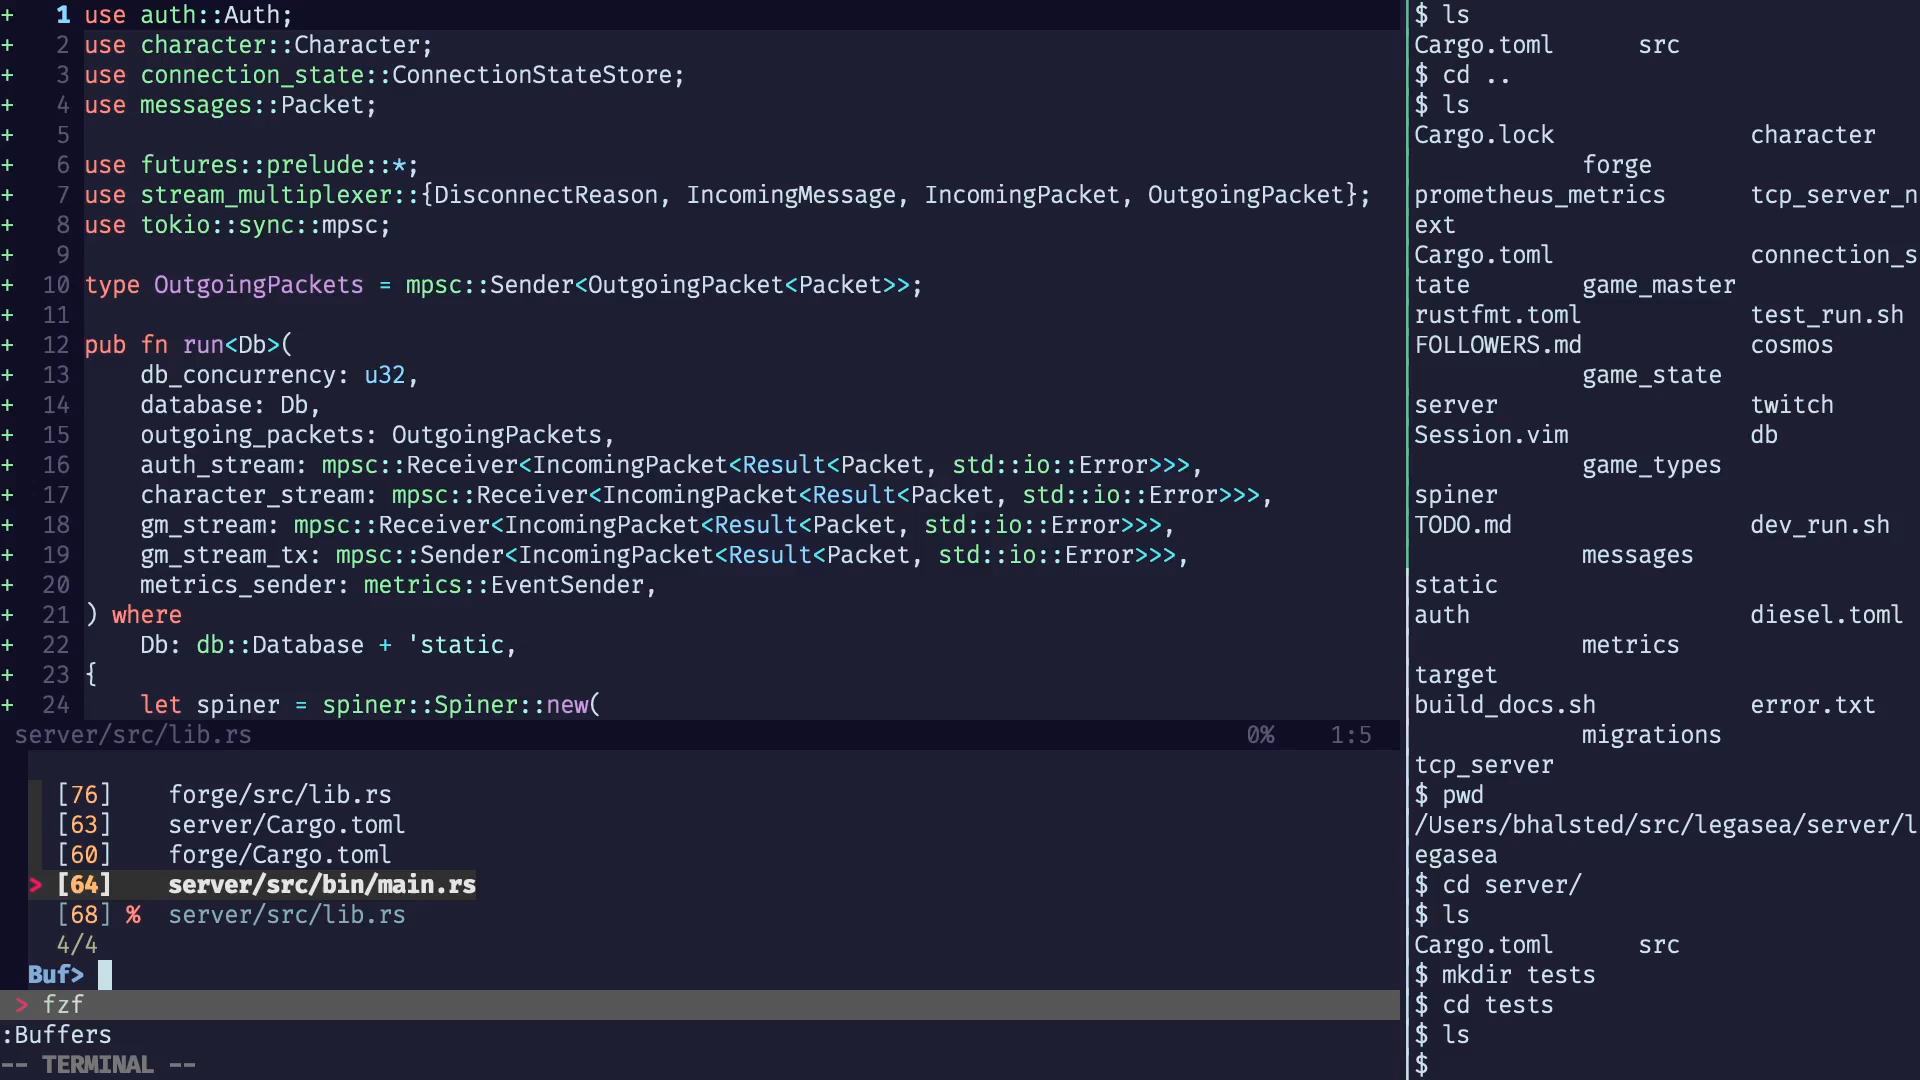 +   1 use auth::Auth;
+   2 use character::Character;
+   3 use connection_state::ConnectionStateStore;
+   4 use messages::Packet;
+   5
+   6 use futures::prelude::*;
+   7 use stream_multiplexer::{DisconnectReason, IncomingMessage, IncomingPacket, OutgoingPacket};
+   8 use tokio::sync::mpsc;
+   9
+  10 type OutgoingPackets = mpsc::Sender<OutgoingPacket<Packet>>;
+  11
+  12 pub fn run<Db>(
+  13     db_concurrency: u32,
+  14     database: Db,
+  15     outgoing_packets: OutgoingPackets,
+  16     auth_stream: mpsc::Receiver<IncomingPacket<Result<Packet, std::io::Error>>>,
+  17     character_stream: mpsc::Receiver<IncomingPacket<Result<Packet, std::io::Error>>>,
+  18     gm_stream: mpsc::Receiver<IncomingPacket<Result<Packet, std::io::Error>>>,
+  19     gm_stream_tx: mpsc::Sender<IncomingPacket<Result<Packet, std::io::Error>>>,
+  20     metrics_sender: metrics::EventSender,
+  21 ) where
+  22     Db: db::Database + 'static,
+  23 {
+  24     let spiner = spiner::Spiner::new(
server/src/lib.rs 0% 1:5
[76]    forge/src/lib.rs
[63]    server/Cargo.toml
[60]    forge/Cargo.toml
> [64]    server/src/bin/main.rs
[68] %  server/src/lib.rs
4/4
Buf>
> fzf
:Buffers
-- TERMINAL --
$ ls
Cargo.toml      src
$ cd ..
$ ls
Cargo.lock              character
forge
prometheus_metrics      tcp_server_n
ext
Cargo.toml              connection_s
tate        game_master
rustfmt.toml            test_run.sh
FOLLOWERS.md            cosmos
game_state
server                  twitch
Session.vim             db
game_types
spiner
TODO.md                 dev_run.sh
messages
static
auth                    diesel.toml
metrics
target
build_docs.sh           error.txt
migrations
tcp_server
$ pwd
/Users/bhalsted/src/legasea/server/l
egasea
$ cd server/
$ ls
Cargo.toml      src
$ mkdir tests
$ cd tests
$ ls
$